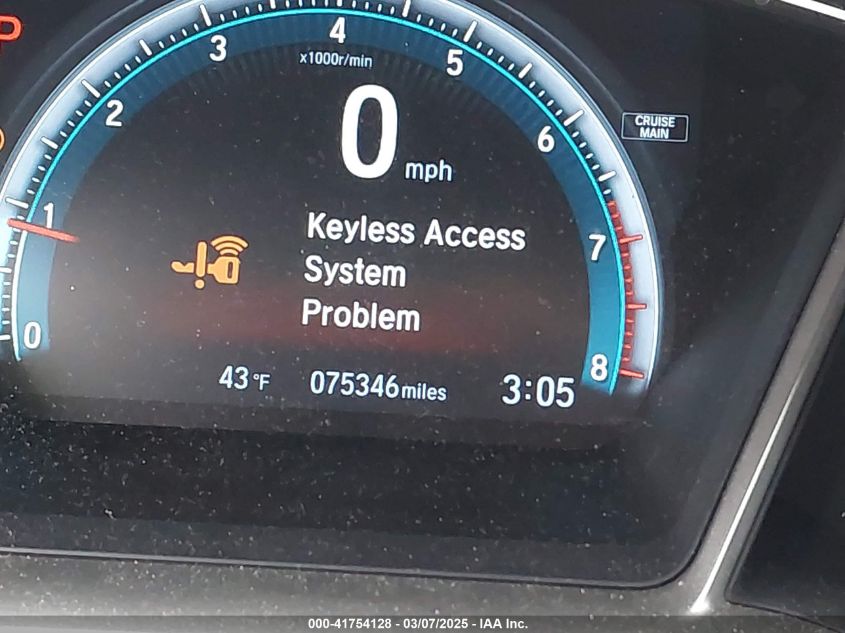 4
3
5
x1000r/min
2
6
CRUISE
MAIN
0
mph
1
Keyless Access
7
System
Problem
0
8
43°F 075346 miles 3:05
000-41754128 - 03/07/2025 - IAA Inc.